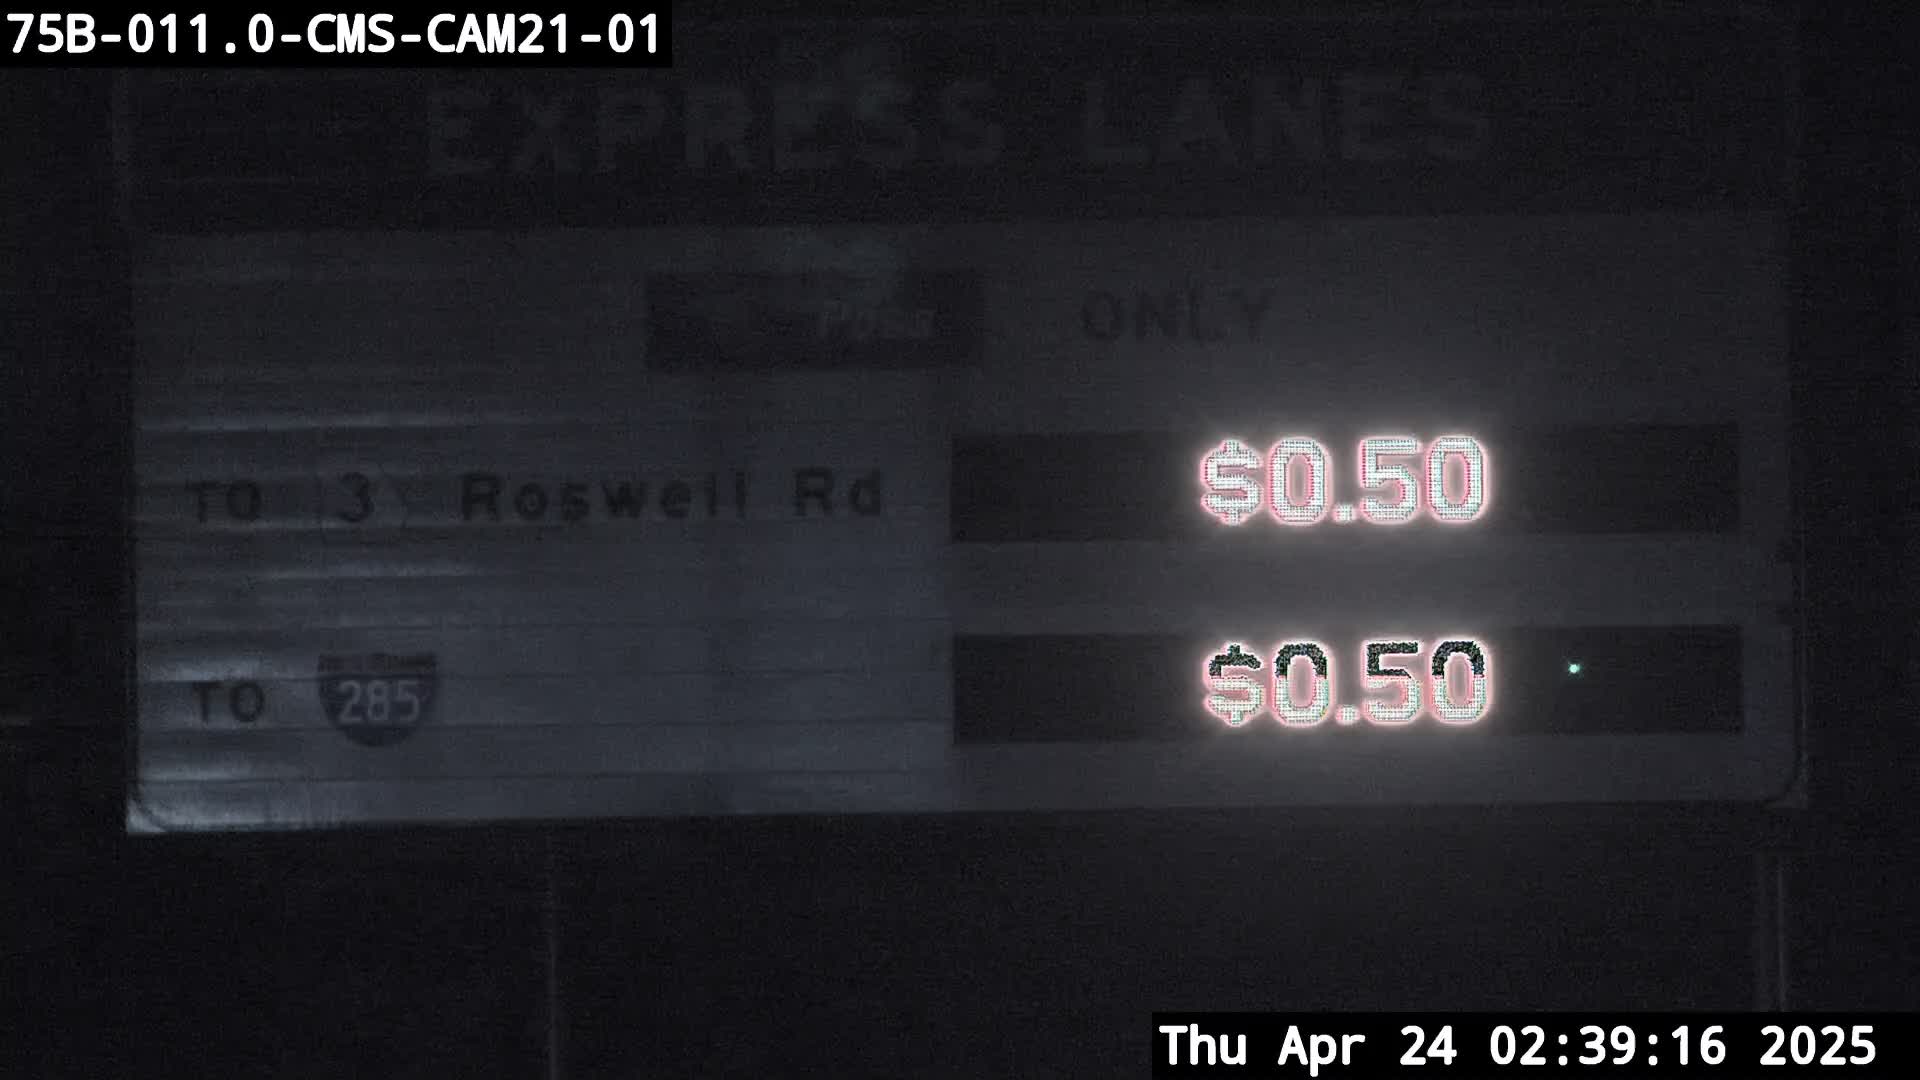 75B-011.0-CMS-CAM21-01
EXPRESS LANES
Pass ONLY
TO 3 Roswell Rd $0.50
TO 285 $0.50
Thu Apr 24 02:39:16 2025